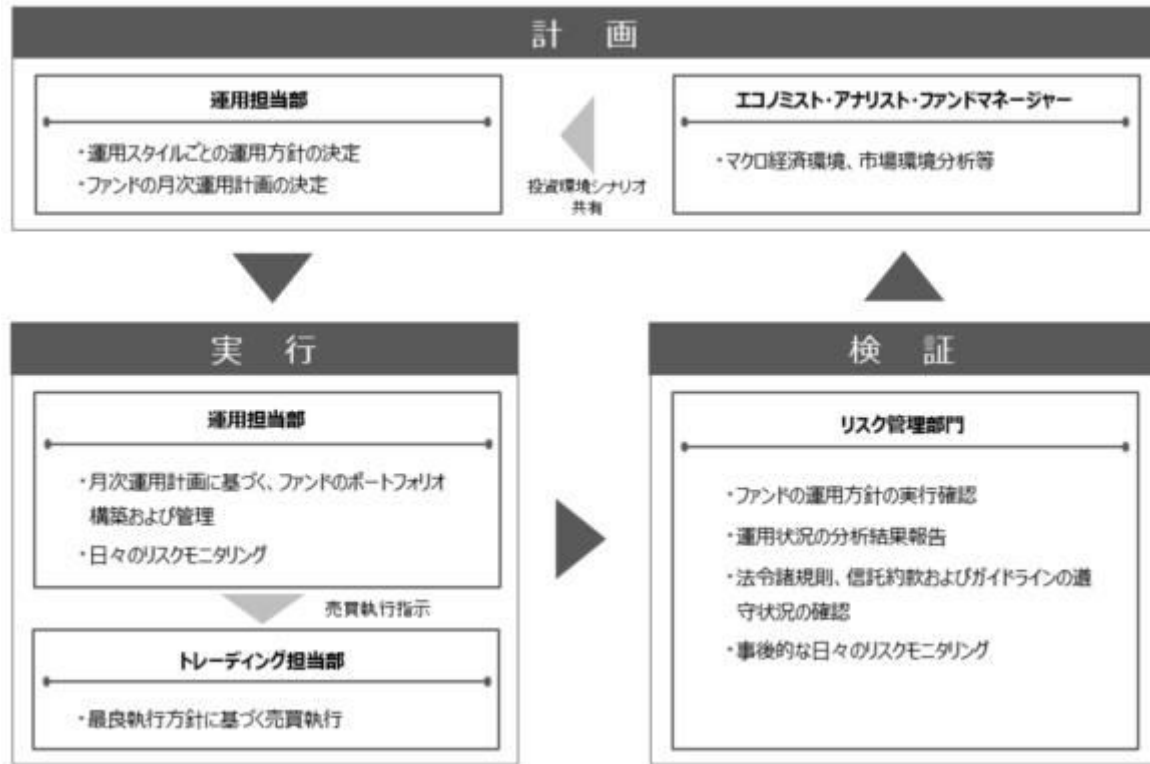 計 画
運用担当部
・運用スタイルごとの運用方針の決定
・ファンドの月次運用計画の決定
投資環境シナリオ
共有
エコノミスト・アナリスト・ファンドマネージャー
・マクロ経済環境、市場環境分析等
実 行
運用担当部
・月次運用計画に基づく、ファンドのポートフォリオ
構築および管理
・日々のリスクモニタリング
売買執行指示
トレーディング担当部
・最良執行方針に基づく売買執行
検 証
リスク管理部門
・ファンドの運用方針の実行確認
・運用状況の分析結果報告
・法令諸規則、信託約款およびガイドラインの遵
守状況の確認
・事後的な日々のリスクモニタリング